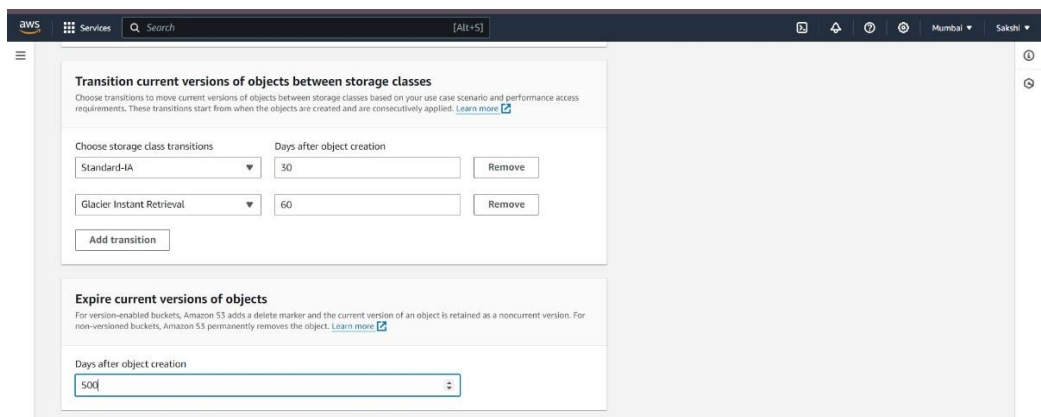 aws Services Search [Alt+S] Mumbai Sakshi
Transition current versions of objects between storage classes
Choose transitions to move current versions of objects between storage classes based on your use case scenario and performance access
requirements. These transitions start from when the objects are created and are consecutively applied. Learn more
Choose storage class transitions Days after object creation
Standard-IA 30 Remove
Glacier Instant Retrieval 60 Remove
Add transition
Expire current versions of objects
For version-enabled buckets, Amazon S3 adds a delete marker and the current version of an object is retained as a noncurrent version. For
non-versioned buckets, Amazon S3 permanently removes the object. Learn more
Days after object creation
500